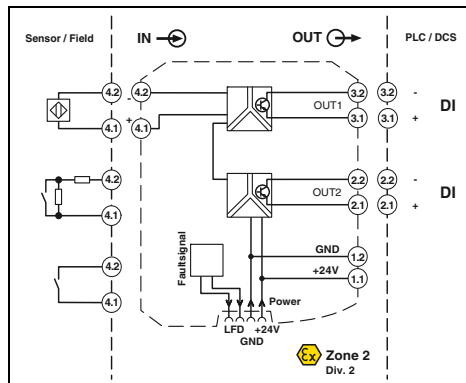 Sensor / Field IN OUT PLC / DCS
4.2 - 4.2 3.2 3.2 -
OUT1 DI
4.1 + 4.1 3.1 3.1 +
4.2 2.2 2.2 -
OUT2 DI
4.1 2.1 2.1 +
Faultsignal
GND 1.2
4.2
+24V 1.1
4.1
Power
LFD +24V
GND
Ex Zone 2
Div. 2